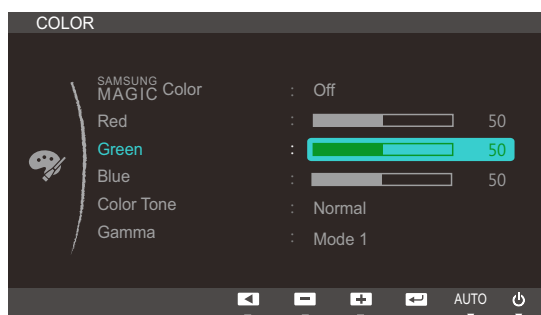 COLOR
SAMSUNG
MAGIC Color : Off
Red : 50
Green : 50
Blue : 50
Color Tone : Normal
Gamma : Mode 1
AUTO